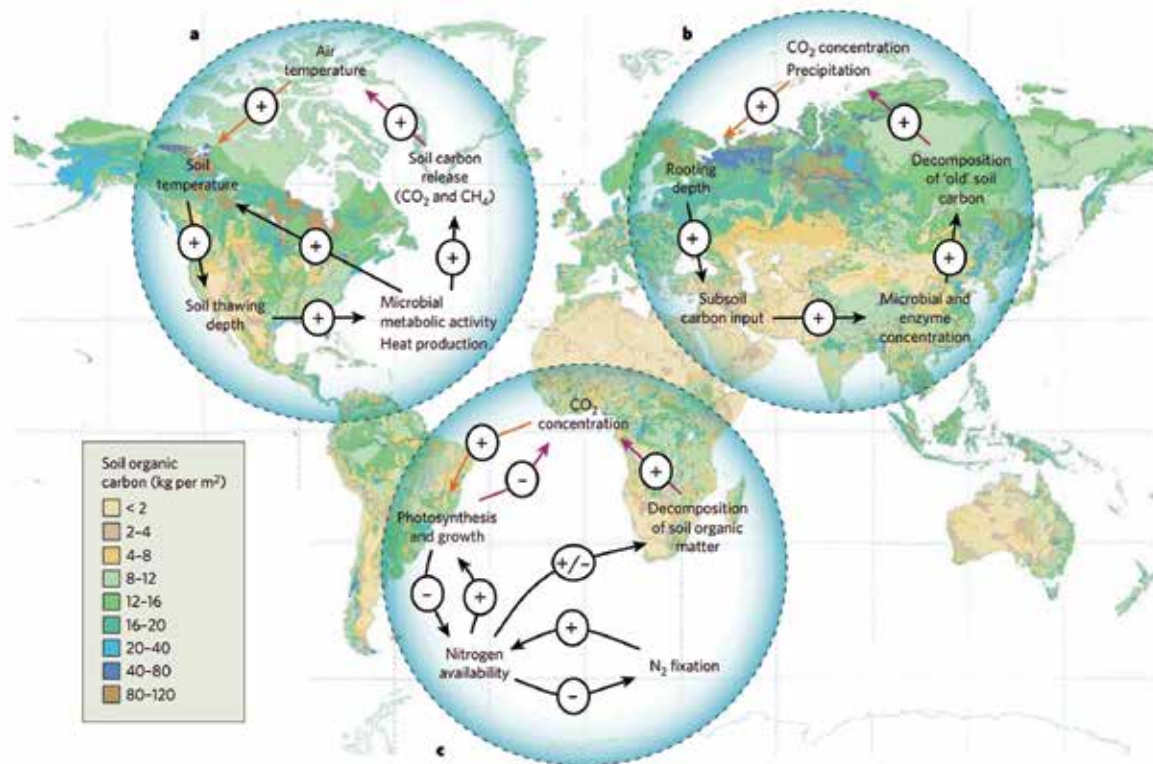 a
Air
temperature
+
+
Soil
temperature
Soil carbon
release
(CO₂ and CH₄)
+
+
+
Soil thawing
depth
+
Microbial
metabolic activity
Heat production
b
CO₂ concentration
Precipitation
+
+
Rooting
depth
Decomposition
of 'old' soil
carbon
+
+
Subsoil
carbon input
+
Microbial and
enzyme
concentration
CO₂
concentration
+
−
+
Photosynthesis
and growth
Decomposition
of soil organic
matter
−
+
+/−
+
Nitrogen
availability
N₂ fixation
−
c
Soil organic
carbon (kg per m²)
< 2
2–4
4–8
8–12
12–16
16–20
20–40
40–80
80–120